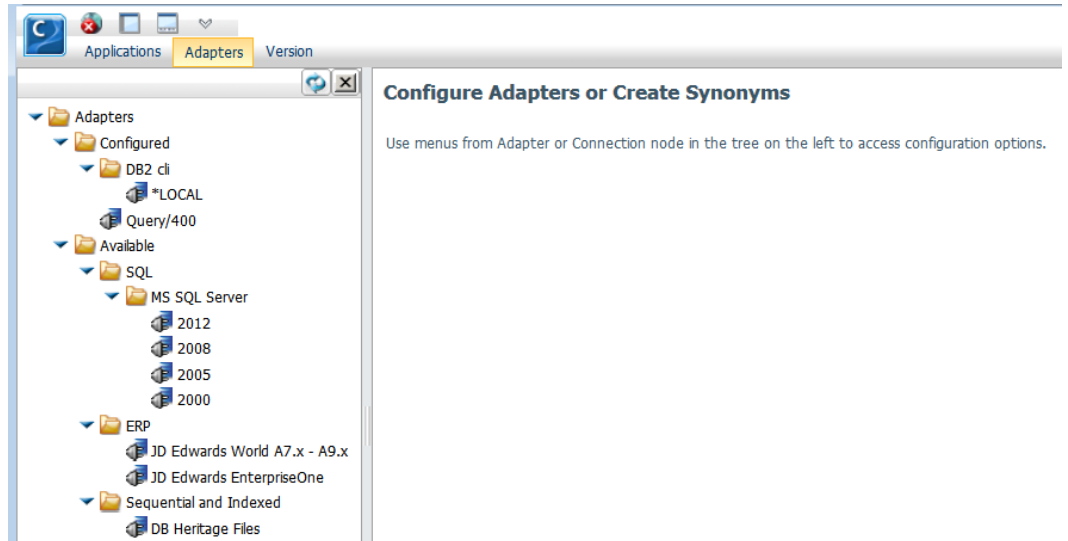 Applications Adapters Version
Configure Adapters or Create Synonyms
Use menus from Adapter or Connection node in the tree on the left to access configuration options.
Adapters
Configured
DB2 cli
*LOCAL
Query/400
Available
SQL
MS SQL Server
2012
2008
2005
2000
ERP
JD Edwards World A7.x - A9.x
JD Edwards EnterpriseOne
Sequential and Indexed
DB Heritage Files